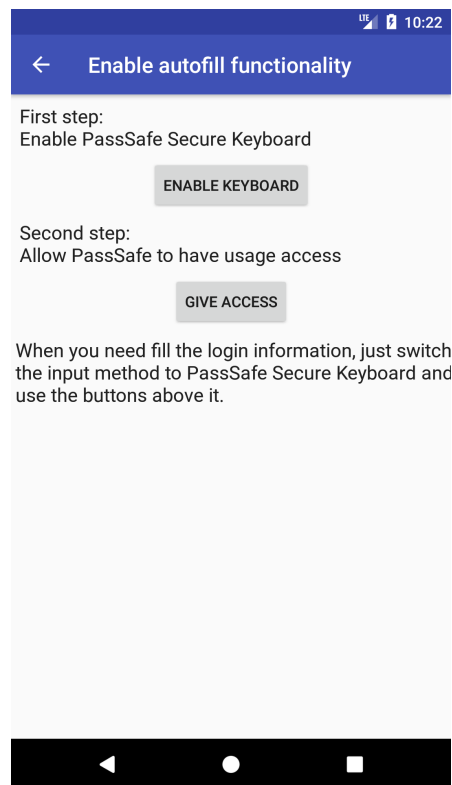 LTE 10:22
Enable autofill functionality
First step:
Enable PassSafe Secure Keyboard
ENABLE KEYBOARD
Second step:
Allow PassSafe to have usage access
GIVE ACCESS
When you need fill the login information, just switch
the input method to PassSafe Secure Keyboard and
use the buttons above it.